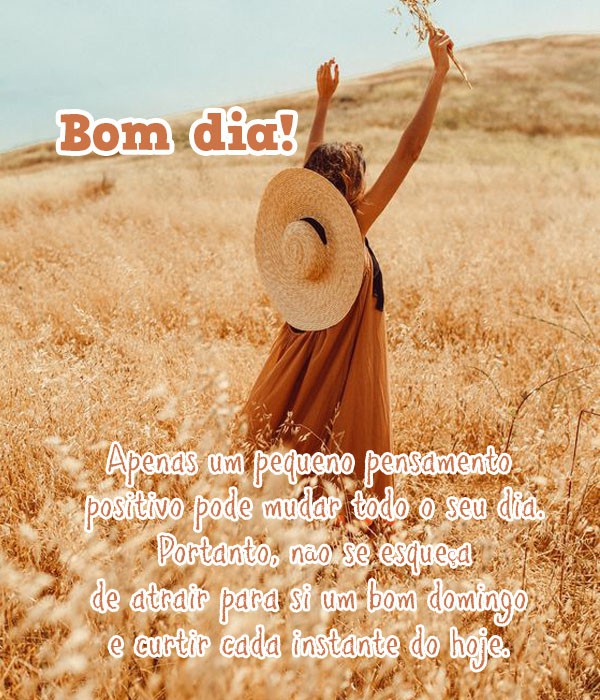 Bom dia!
Apenas um pequeno pensamento
positivo pode mudar todo o seu dia.
Portanto, não se esqueça
de atrair para si um bom domingo
e curtir cada instante do hoje.